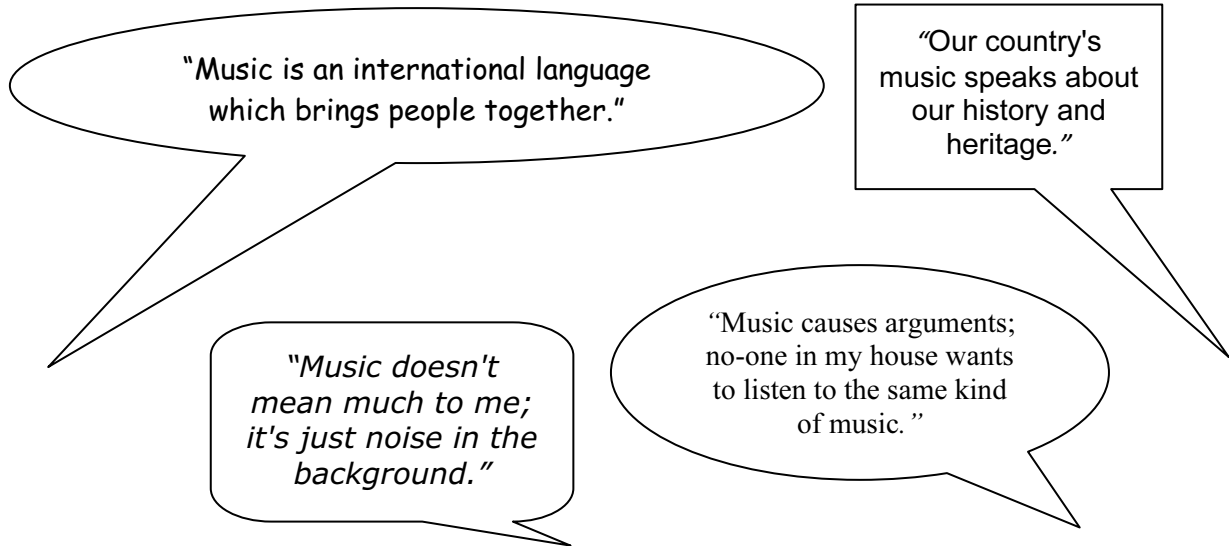 “Music is an international language
which brings people together.”
“Our country's
music speaks about
our history and
heritage.”
“Music doesn't
mean much to me;
it's just noise in the
background.”
“Music causes arguments;
no-one in my house wants
to listen to the same kind
of music.”